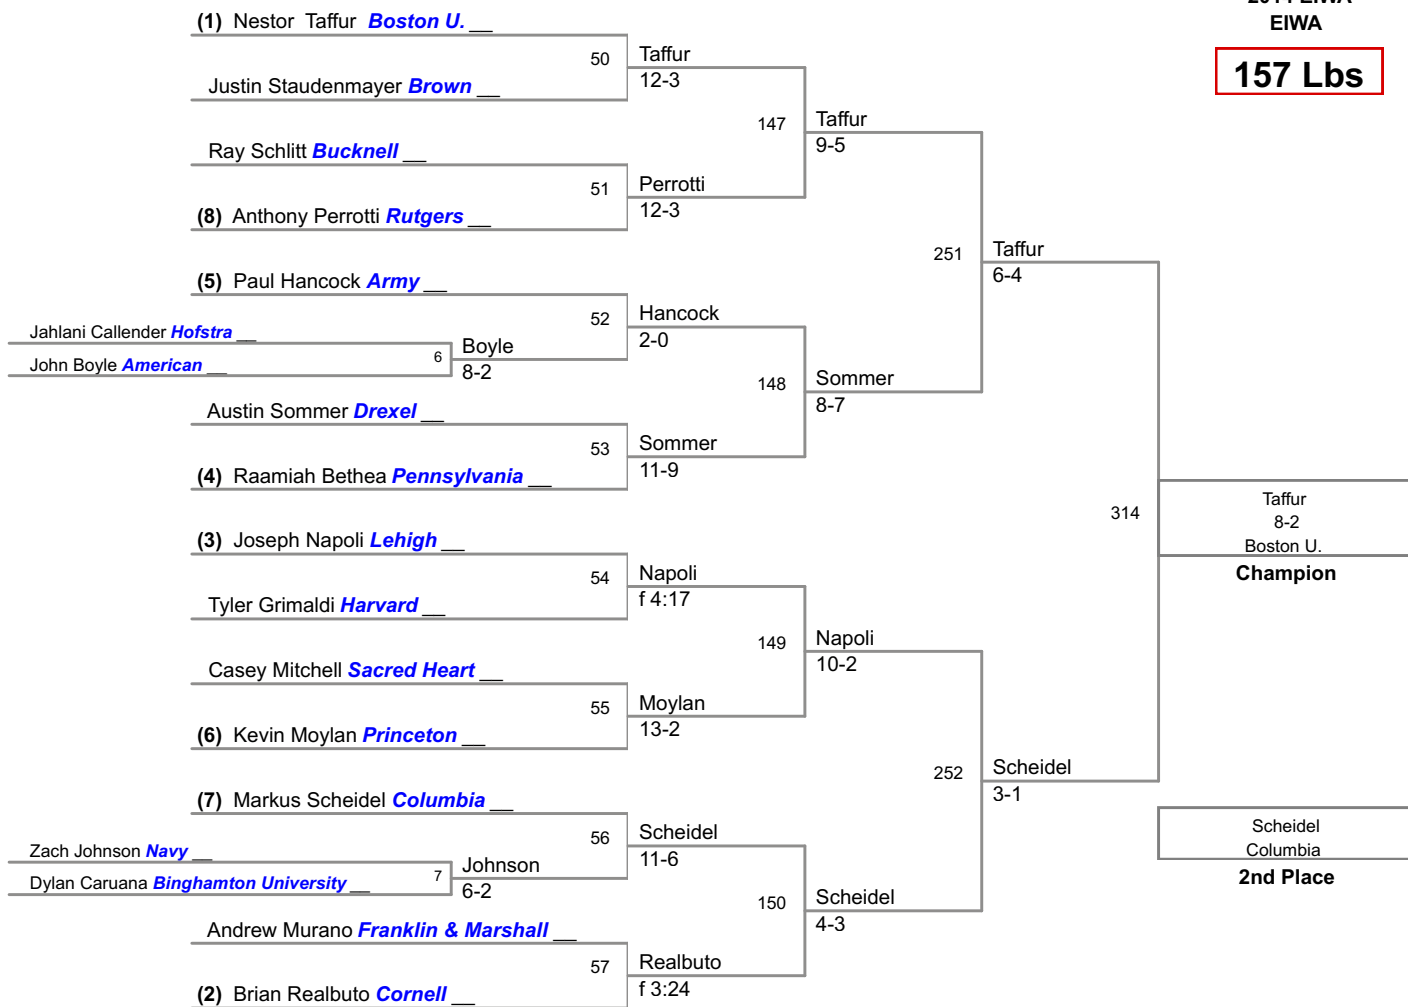 2014 EIWA
EIWA
157 Lbs
(1) Nestor Taffur Boston U. __
50
Taffur
12-3
Justin Staudenmayer Brown __
147
Taffur
9-5
Ray Schlitt Bucknell __
51
Perrotti
12-3
(8) Anthony Perrotti Rutgers __
251
Taffur
6-4
(5) Paul Hancock Army __
52
Hancock
2-0
Jahlani Callender Hofstra __
6
Boyle
8-2
John Boyle American __
148
Sommer
8-7
Austin Sommer Drexel __
53
Sommer
11-9
(4) Raamiah Bethea Pennsylvania __
314
Taffur
8-2
Boston U.
Champion
(3) Joseph Napoli Lehigh __
54
Napoli
f 4:17
Tyler Grimaldi Harvard __
149
Napoli
10-2
Casey Mitchell Sacred Heart __
55
Moylan
13-2
(6) Kevin Moylan Princeton __
252
Scheidel
3-1
(7) Markus Scheidel Columbia __
56
Scheidel
11-6
Zach Johnson Navy __
7
Johnson
6-2
Dylan Caruana Binghamton University __
150
Scheidel
4-3
Andrew Murano Franklin & Marshall __
57
Realbuto
f 3:24
(2) Brian Realbuto Cornell __
Scheidel
Columbia
2nd Place